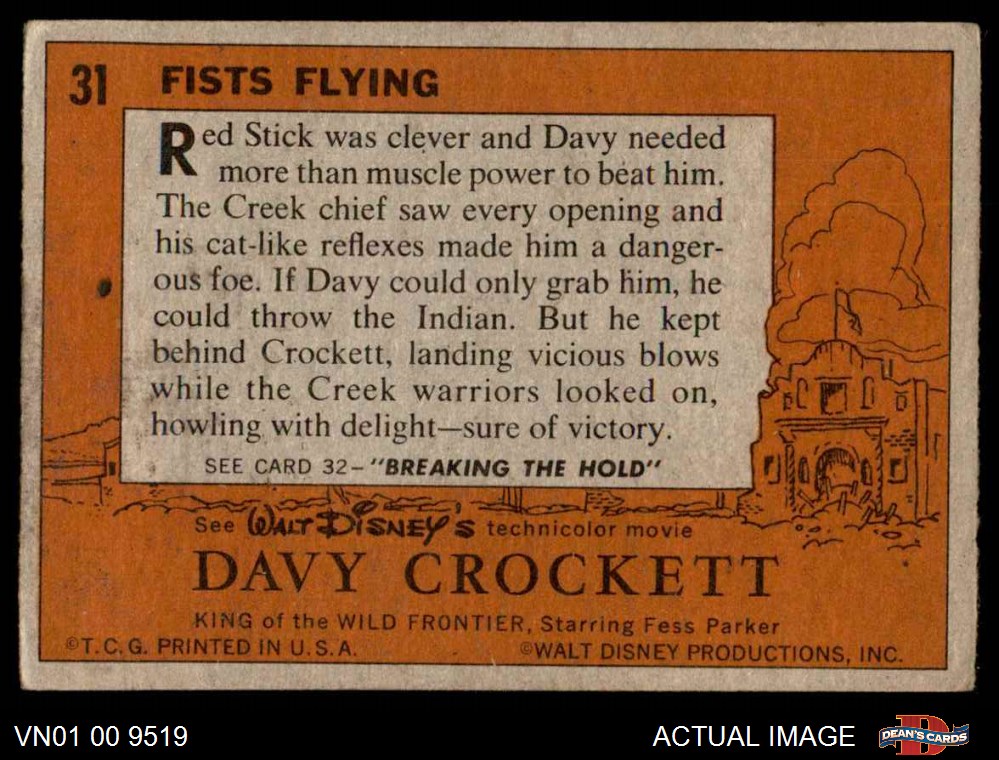 31 FISTS FLYING
Red Stick was clever and Davy needed
more than muscle power to beat him.
The Creek chief saw every opening and
his cat-like reflexes made him a danger-
ous foe. If Davy could only grab him, he
could throw the Indian. But he kept
behind Crockett, landing vicious blows
while the Creek warriors looked on,
howling with delight—sure of victory.
SEE CARD 32—"BREAKING THE HOLD"
See WALT DISNEY'S technicolor movie
DAVY CROCKETT
KING of the WILD FRONTIER, Starring Fess Parker
©T.C.G. PRINTED IN U.S.A. ©WALT DISNEY PRODUCTIONS, INC.
VN01 00 9519 ACTUAL IMAGE DEAN'S CARDS